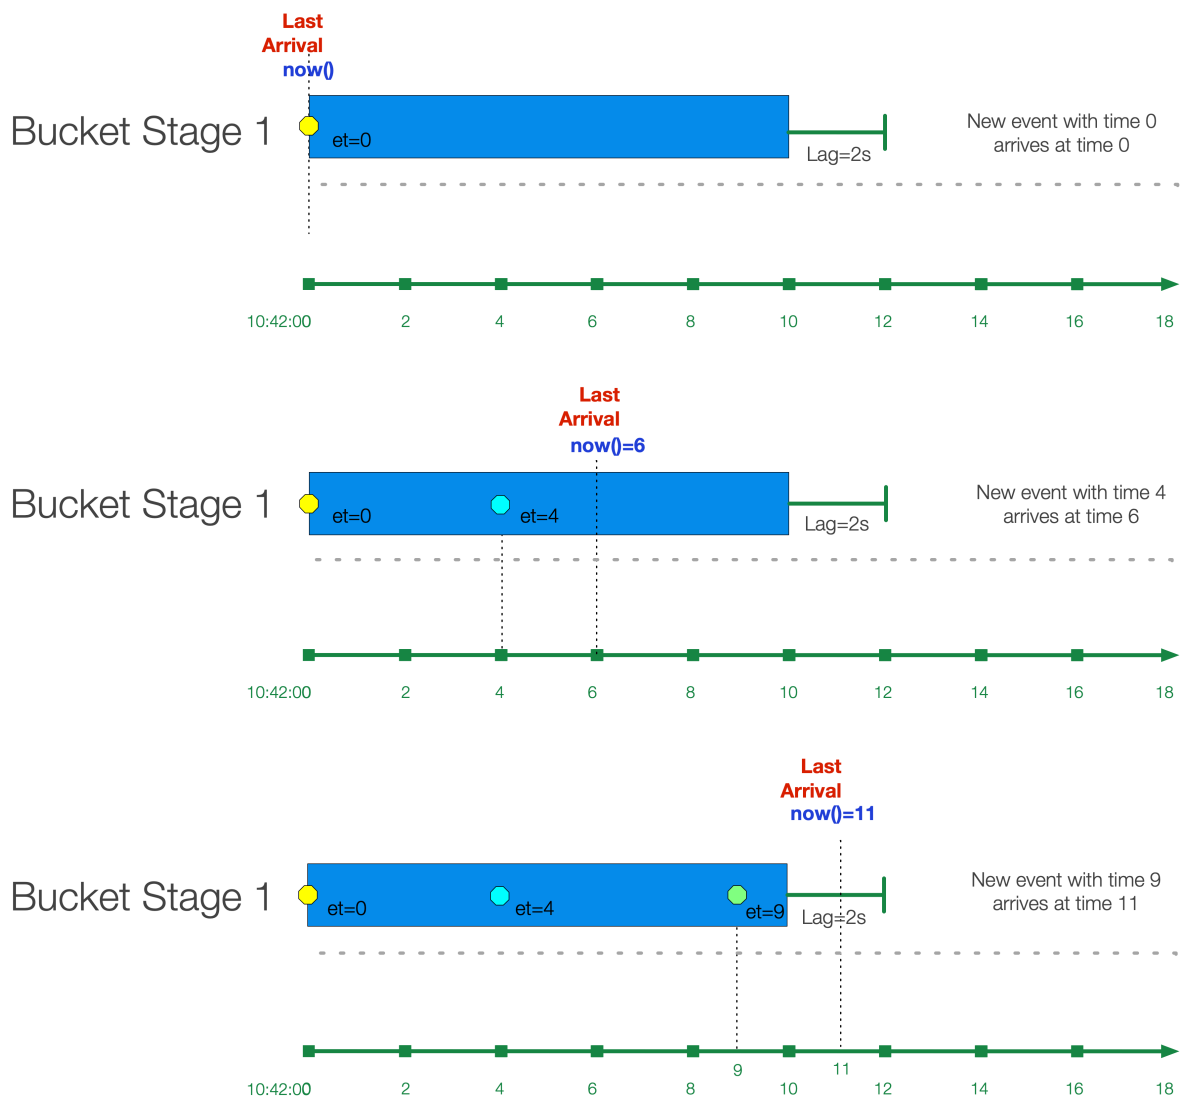 Last
Arrival
now()
Bucket Stage 1
et=0
Lag=2s
New event with time 0
arrives at time 0
10:42:00 2 4 6 8 10 12 14 16 18
Last
Arrival
now()=6
Bucket Stage 1
et=0 et=4
Lag=2s
New event with time 4
arrives at time 6
10:42:00 2 4 6 8 10 12 14 16 18
Last
Arrival
now()=11
Bucket Stage 1
et=0 et=4 et=9
Lag=2s
New event with time 9
arrives at time 11
9 11
10:42:00 2 4 6 8 10 12 14 16 18